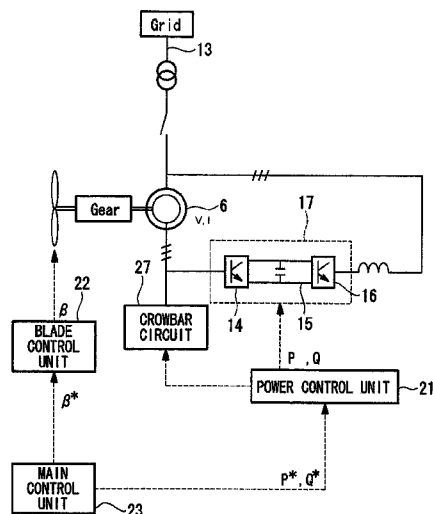 Grid
13
Gear
6
V, I
17
27
22
β
BLADE
CONTROL
UNIT
CROWBAR
CIRCUIT
14
15
16
P , Q
POWER CONTROL UNIT
21
β*
MAIN
CONTROL
UNIT
P*, Q*
23